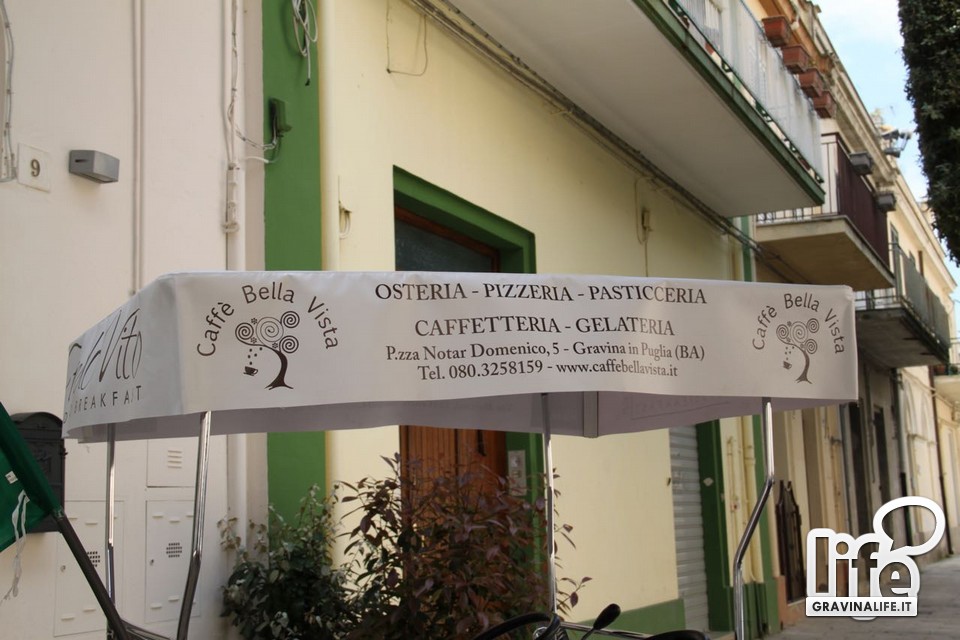 9
Caffè Bella Vista
OSTERIA - PIZZERIA - PASTICCERIA
CAFFETTERIA - GELATERIA
P.zza Notar Domenico, 5 - Gravina in Puglia (BA)
Tel. 080.3258159 - www.caffebellavista.it
Caffè Bella Vista
BREAKFAT
life
GRAVINALIFE.IT